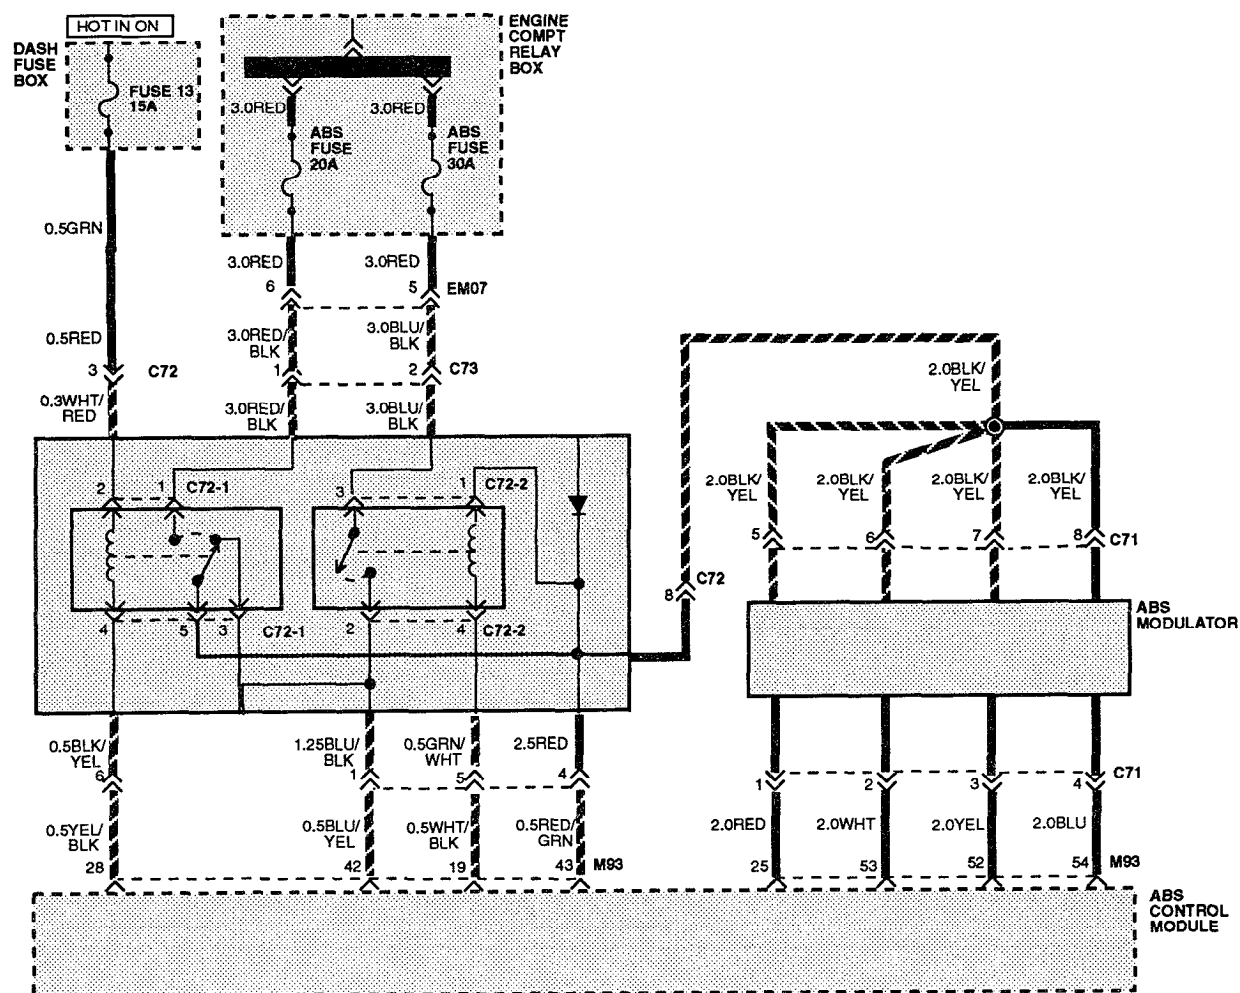 HOT IN ON
DASH
FUSE
BOX
FUSE 13
15A
ENGINE
COMPT
RELAY
BOX
3.0RED
3.0RED
ABS
FUSE
20A
ABS
FUSE
30A
0.5GRN
3.0RED
3.0RED
6
5
EM07
0.5RED
3.0RED/
BLK
3.0BLU/
BLK
3
C72
1
2
C73
0.3WHT/
RED
3.0RED/
BLK
3.0BLU/
BLK
2.0BLK/
YEL
2
1
C72-1
3
1
C72-2
2.0BLK/
YEL
2.0BLK/
YEL
2.0BLK/
YEL
2.0BLK/
YEL
5
6
7
8
C71
8
C72
4
5
3
C72-1
2
4
C72-2
ABS
MODULATOR
0.5BLK/
YEL
1.25BLU/
BLK
0.5GRN/
WHT
2.5RED
6
1
5
4
1
2
3
4
C71
0.5YEL/
BLK
0.5BLU/
YEL
0.5WHT/
BLK
0.5RED/
GRN
2.0RED
2.0WHT
2.0YEL
2.0BLU
28
42
19
43
M93
25
53
52
54
M93
ABS
CONTROL
MODULE